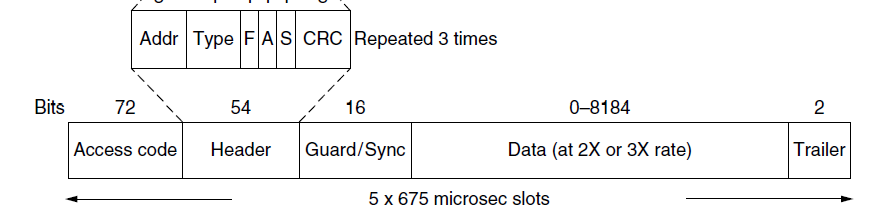 Addr Type F A S CRC Repeated 3 times
Bits 72 54 16 0–8184 2
Access code Header Guard/Sync Data (at 2X or 3X rate) Trailer
5 x 675 microsec slots